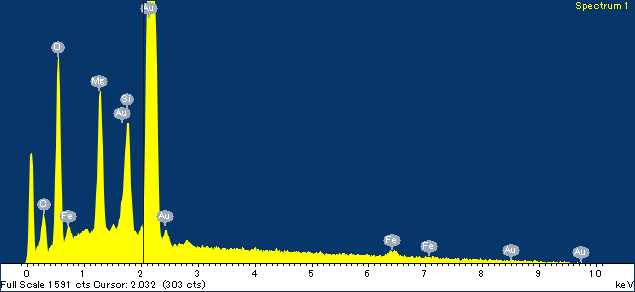 Spectrum 1
Au
O
Mg
Si
Au
O
Fe
Au
Fe
Fe
Au
Au
0 1 2 3 4 5 6 7 8 9 10
Full Scale 1591 cts Cursor: 2.032 (303 cts) keV